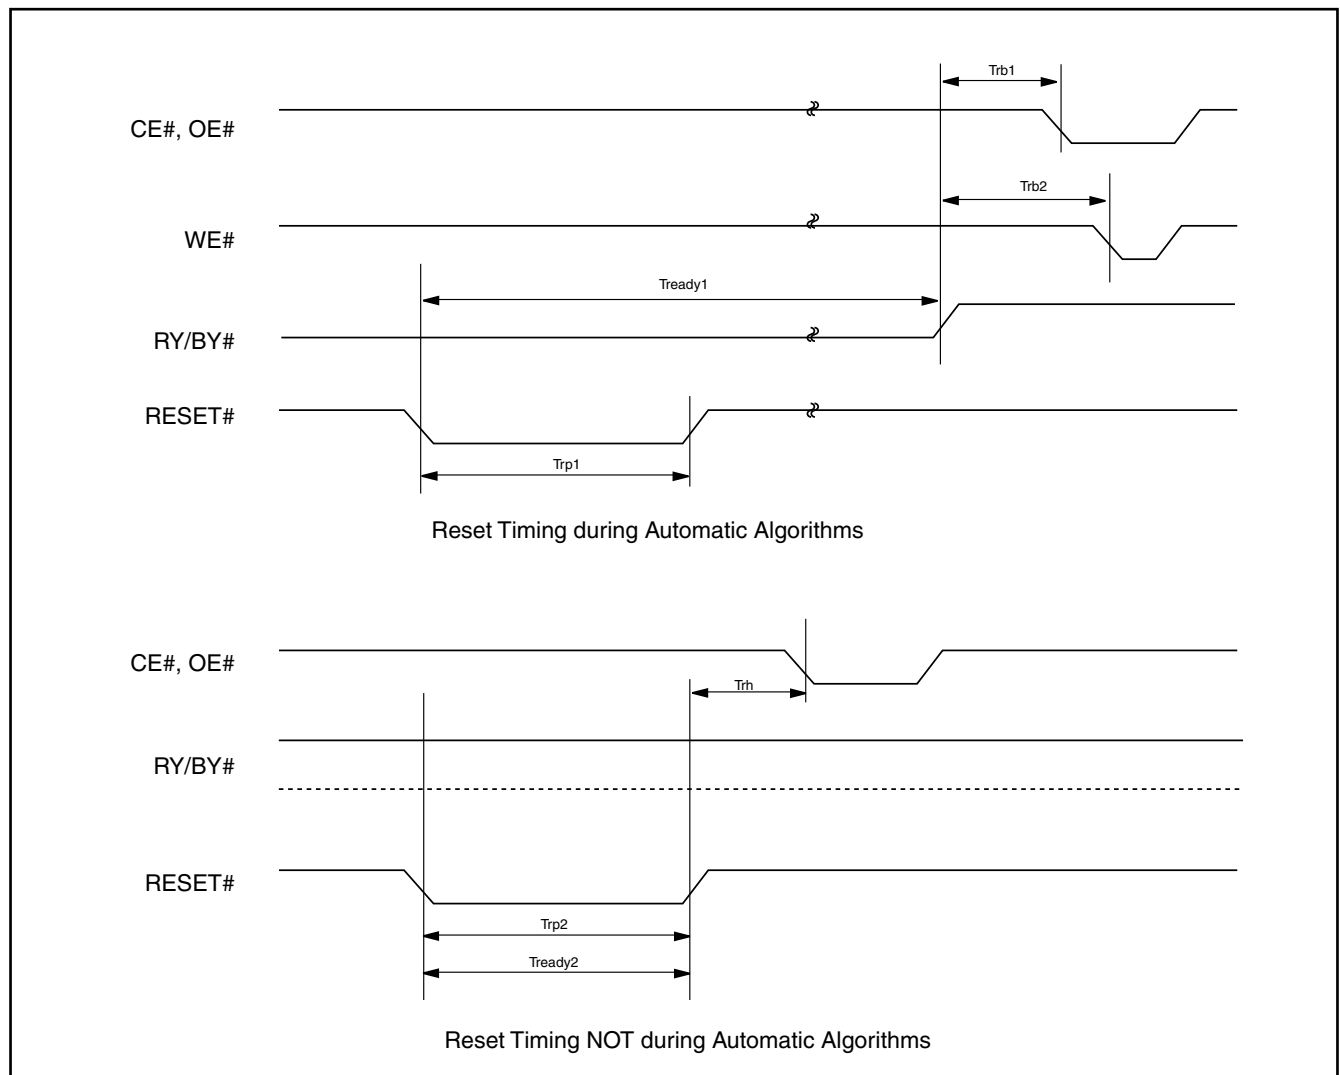 Trb1
CE#, OE#
Trb2
WE#
Tready1
RY/BY#
RESET#
Trp1
Reset Timing during Automatic Algorithms
CE#, OE#
Trh
RY/BY#
RESET#
Trp2
Tready2
Reset Timing NOT during Automatic Algorithms